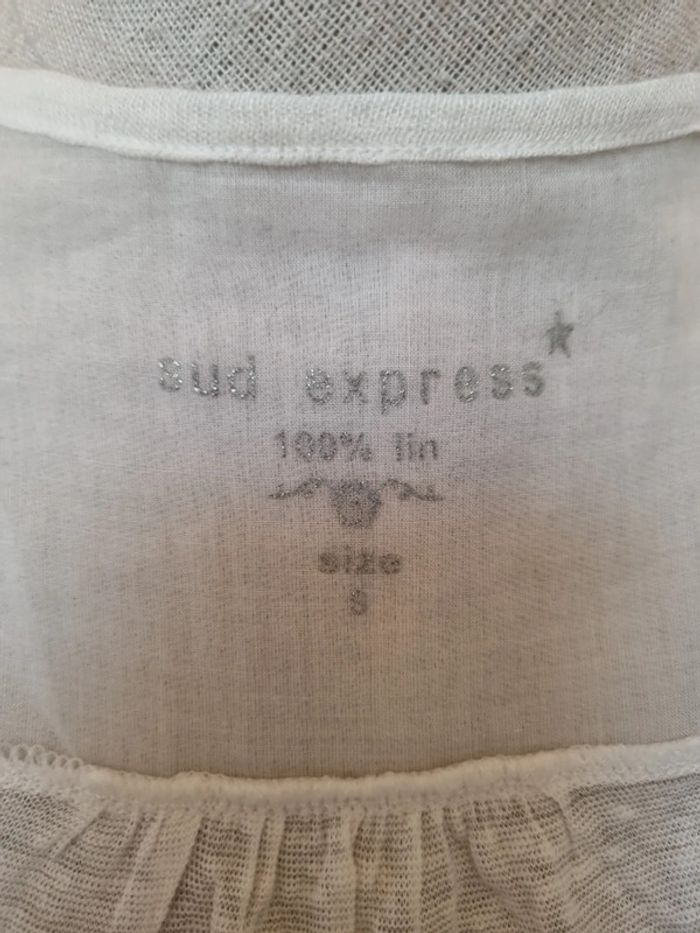 sud express
100% lin
size
S